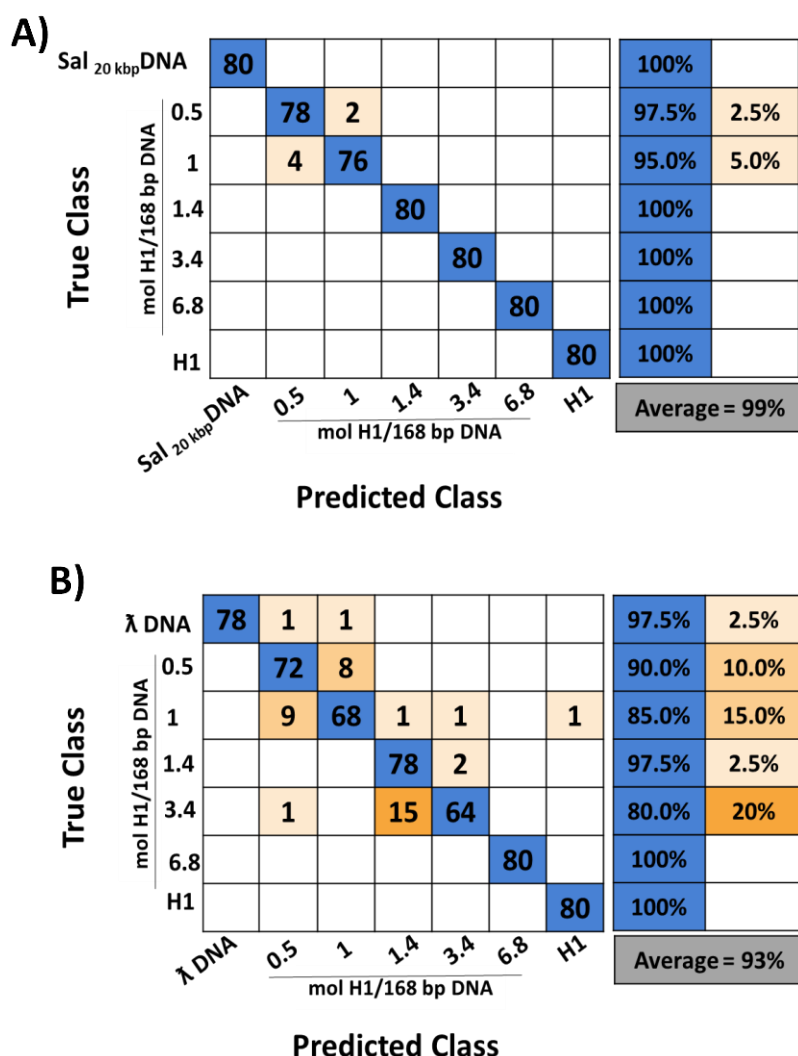 A)
Sal 20 kbp DNA 80 100%
0.5 78 2 97.5% 2.5%
1 4 76 95.0% 5.0%
1.4 80 100%
3.4 80 100%
6.8 80 100%
H1 80 100%
True Class
mol H1/168 bp DNA
Sal 20 kbp DNA 0.5 1 1.4 3.4 6.8 H1
mol H1/168 bp DNA
Average = 99%
Predicted Class
B)
ƛ DNA 78 1 1 97.5% 2.5%
0.5 72 8 90.0% 10.0%
1 9 68 1 1 1 85.0% 15.0%
1.4 78 2 97.5% 2.5%
3.4 1 15 64 80.0% 20%
6.8 80 100%
H1 80 100%
True Class
mol H1/168 bp DNA
ƛ DNA 0.5 1 1.4 3.4 6.8 H1
mol H1/168 bp DNA
Average = 93%
Predicted Class